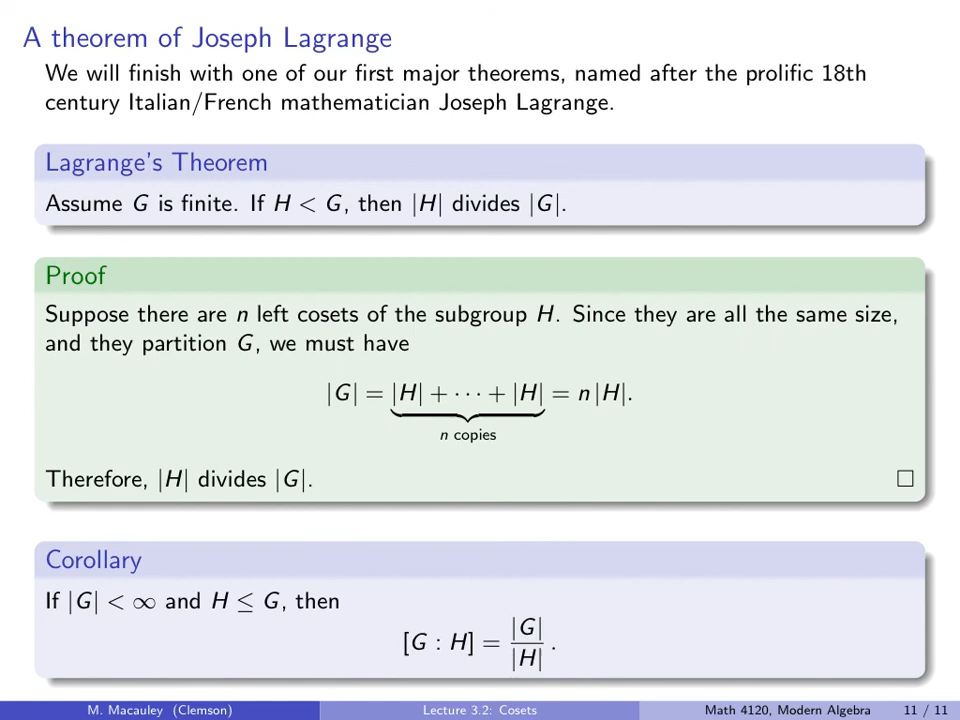 A theorem of Joseph Lagrange
We will finish with one of our first major theorems, named after the prolific 18th
century Italian/French mathematician Joseph Lagrange.
Lagrange's Theorem
Assume G is finite. If H < G, then |H| divides |G|.
Proof
Suppose there are n left cosets of the subgroup H. Since they are all the same size,
and they partition G, we must have
|G| = |H| + ··· + |H| = n |H|.
n copies
Therefore, |H| divides |G|. □
Corollary
If |G| < ∞ and H ≤ G, then
[G : H] = |G| / |H| .
M. Macauley (Clemson) Lecture 3.2: Cosets Math 4120, Modern Algebra 11 / 11